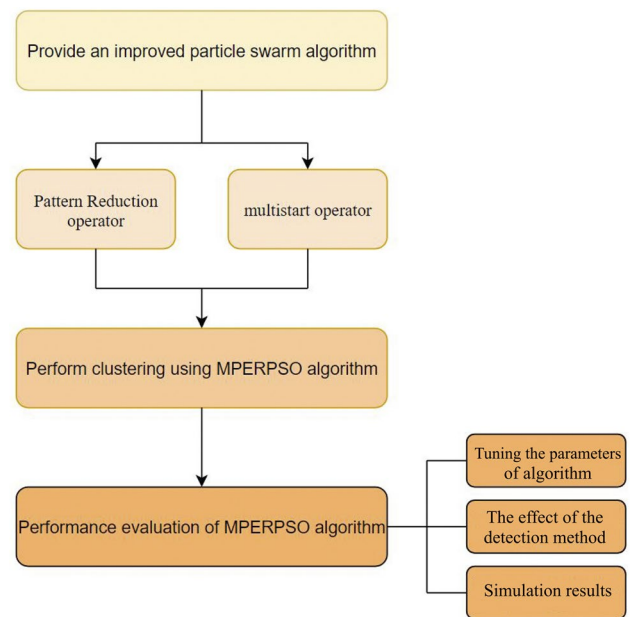 Provide an improved particle swarm algorithm
Pattern Reduction
operator
multistart operator
Perform clustering using MPERPSO algorithm
Performance evaluation of MPERPSO algorithm
Tuning the parameters
of algorithm
The effect of the
detection method
Simulation results